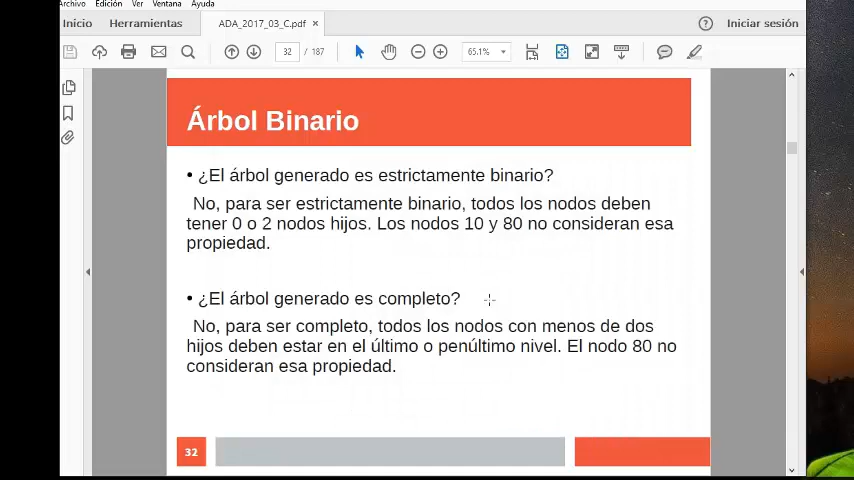 Archivo Edición Ver Ventana Ayuda
Inicio Herramientas ADA_2017_03_C.pdf × ? Iniciar sesión
32 / 187 65.1%
Árbol Binario
• ¿El árbol generado es estrictamente binario?
No, para ser estrictamente binario, todos los nodos deben
tener 0 o 2 nodos hijos. Los nodos 10 y 80 no consideran esa
propiedad.
• ¿El árbol generado es completo?
No, para ser completo, todos los nodos con menos de dos
hijos deben estar en el último o penúltimo nivel. El nodo 80 no
consideran esa propiedad.
32